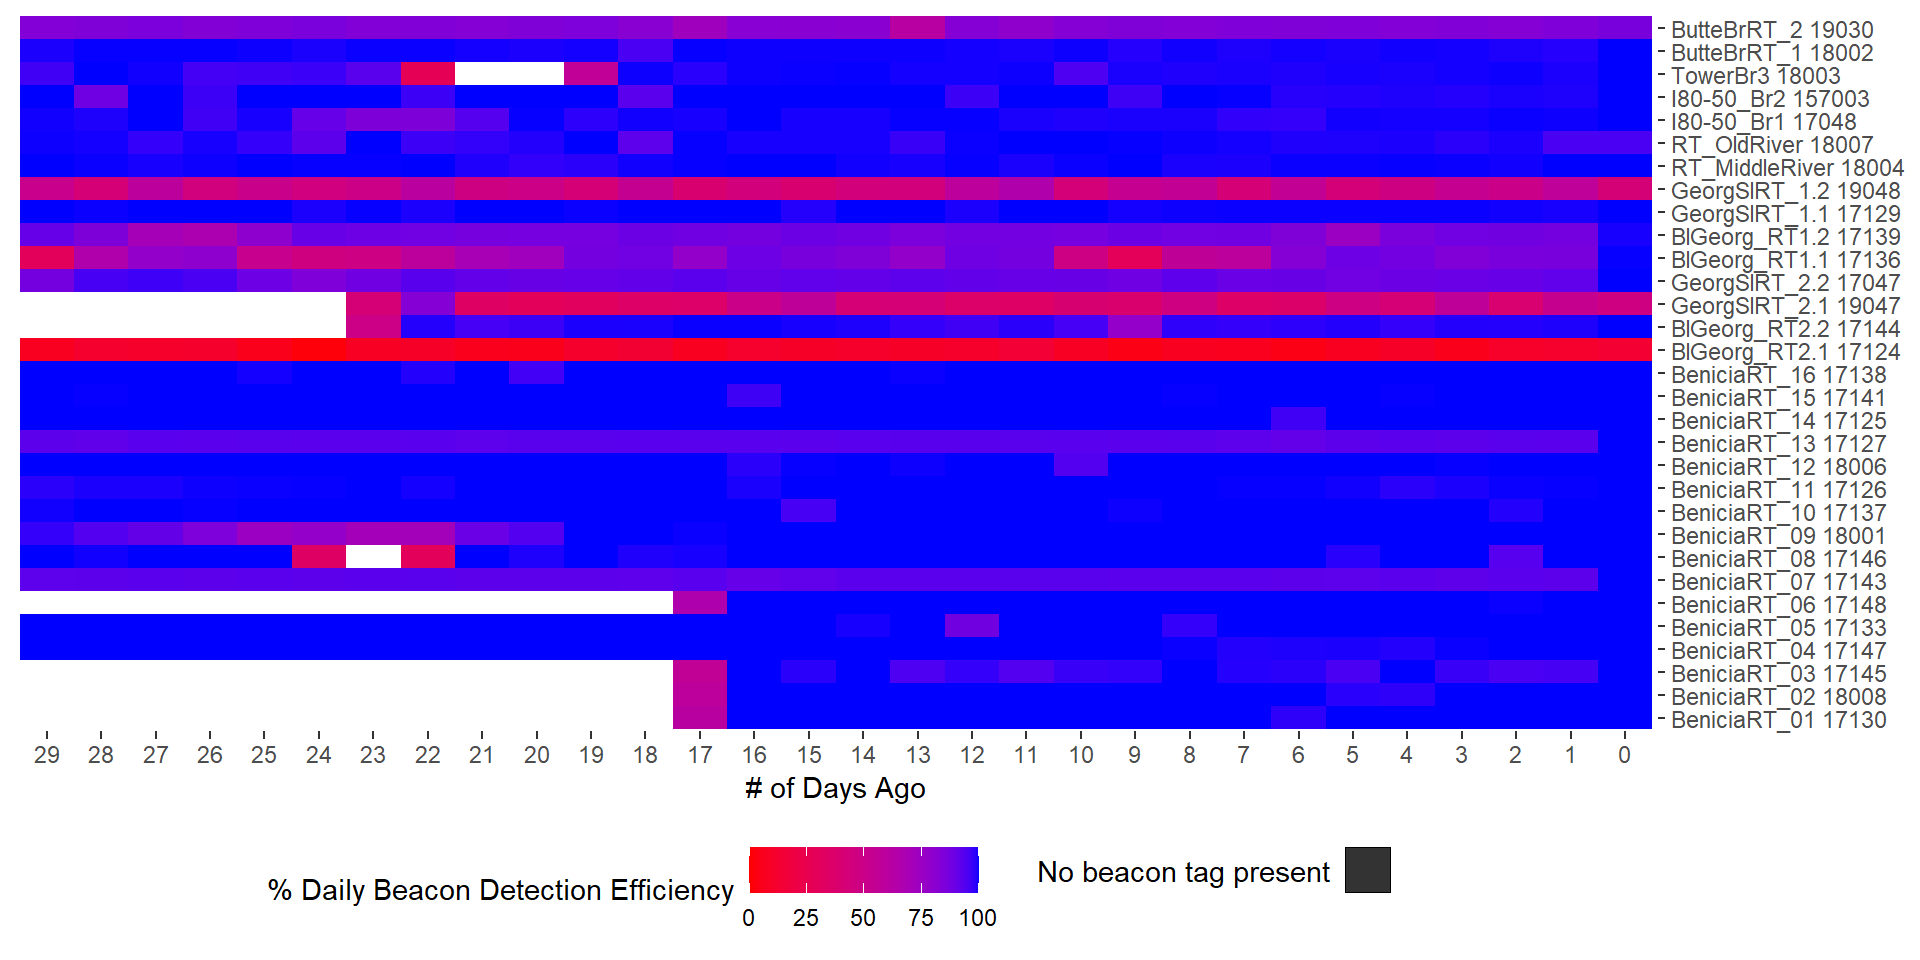 ButteBrRT_2 19030
ButteBrRT_1 18002
TowerBr3 18003
I80-50_Br2 157003
I80-50_Br1 17048
RT_OldRiver 18007
RT_MiddleRiver 18004
GeorgSlRT_1.2 19048
GeorgSlRT_1.1 17129
BlGeorg_RT1.2 17139
BlGeorg_RT1.1 17136
GeorgSlRT_2.2 17047
GeorgSlRT_2.1 19047
BlGeorg_RT2.2 17144
BlGeorg_RT2.1 17124
BeniciaRT_16 17138
BeniciaRT_15 17141
BeniciaRT_14 17125
BeniciaRT_13 17127
BeniciaRT_12 18006
BeniciaRT_11 17126
BeniciaRT_10 17137
BeniciaRT_09 18001
BeniciaRT_08 17146
BeniciaRT_07 17143
BeniciaRT_06 17148
BeniciaRT_05 17133
BeniciaRT_04 17147
BeniciaRT_03 17145
BeniciaRT_02 18008
BeniciaRT_01 17130
29 28 27 26 25 24 23 22 21 20 19 18 17 16 15 14 13 12 11 10 9 8 7 6 5 4 3 2 1 0
# of Days Ago
% Daily Beacon Detection Efficiency
0 25 50 75 100
No beacon tag present